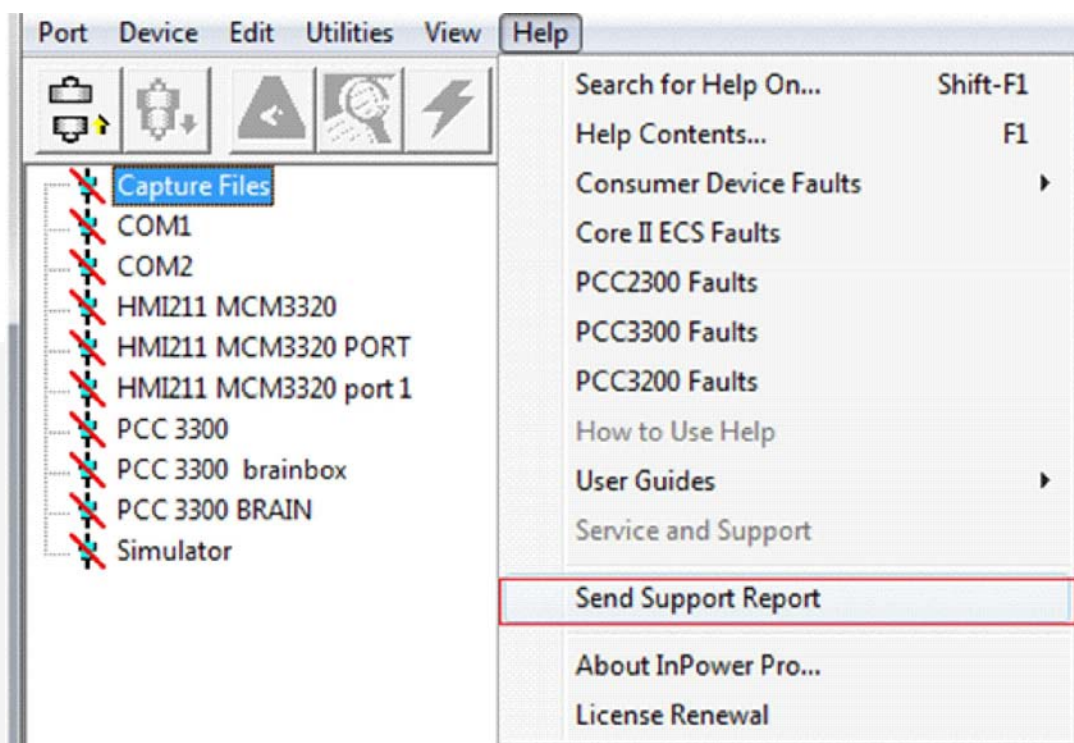 Port Device Edit Utilities View Help
Capture Files
COM1
COM2
HMI211 MCM3320
HMI211 MCM3320 PORT
HMI211 MCM3320 port 1
PCC 3300
PCC 3300 brainbox
PCC 3300 BRAIN
Simulator
Search for Help On... Shift-F1
Help Contents... F1
Consumer Device Faults
Core II ECS Faults
PCC2300 Faults
PCC3300 Faults
PCC3200 Faults
How to Use Help
User Guides
Service and Support
Send Support Report
About InPower Pro...
License Renewal